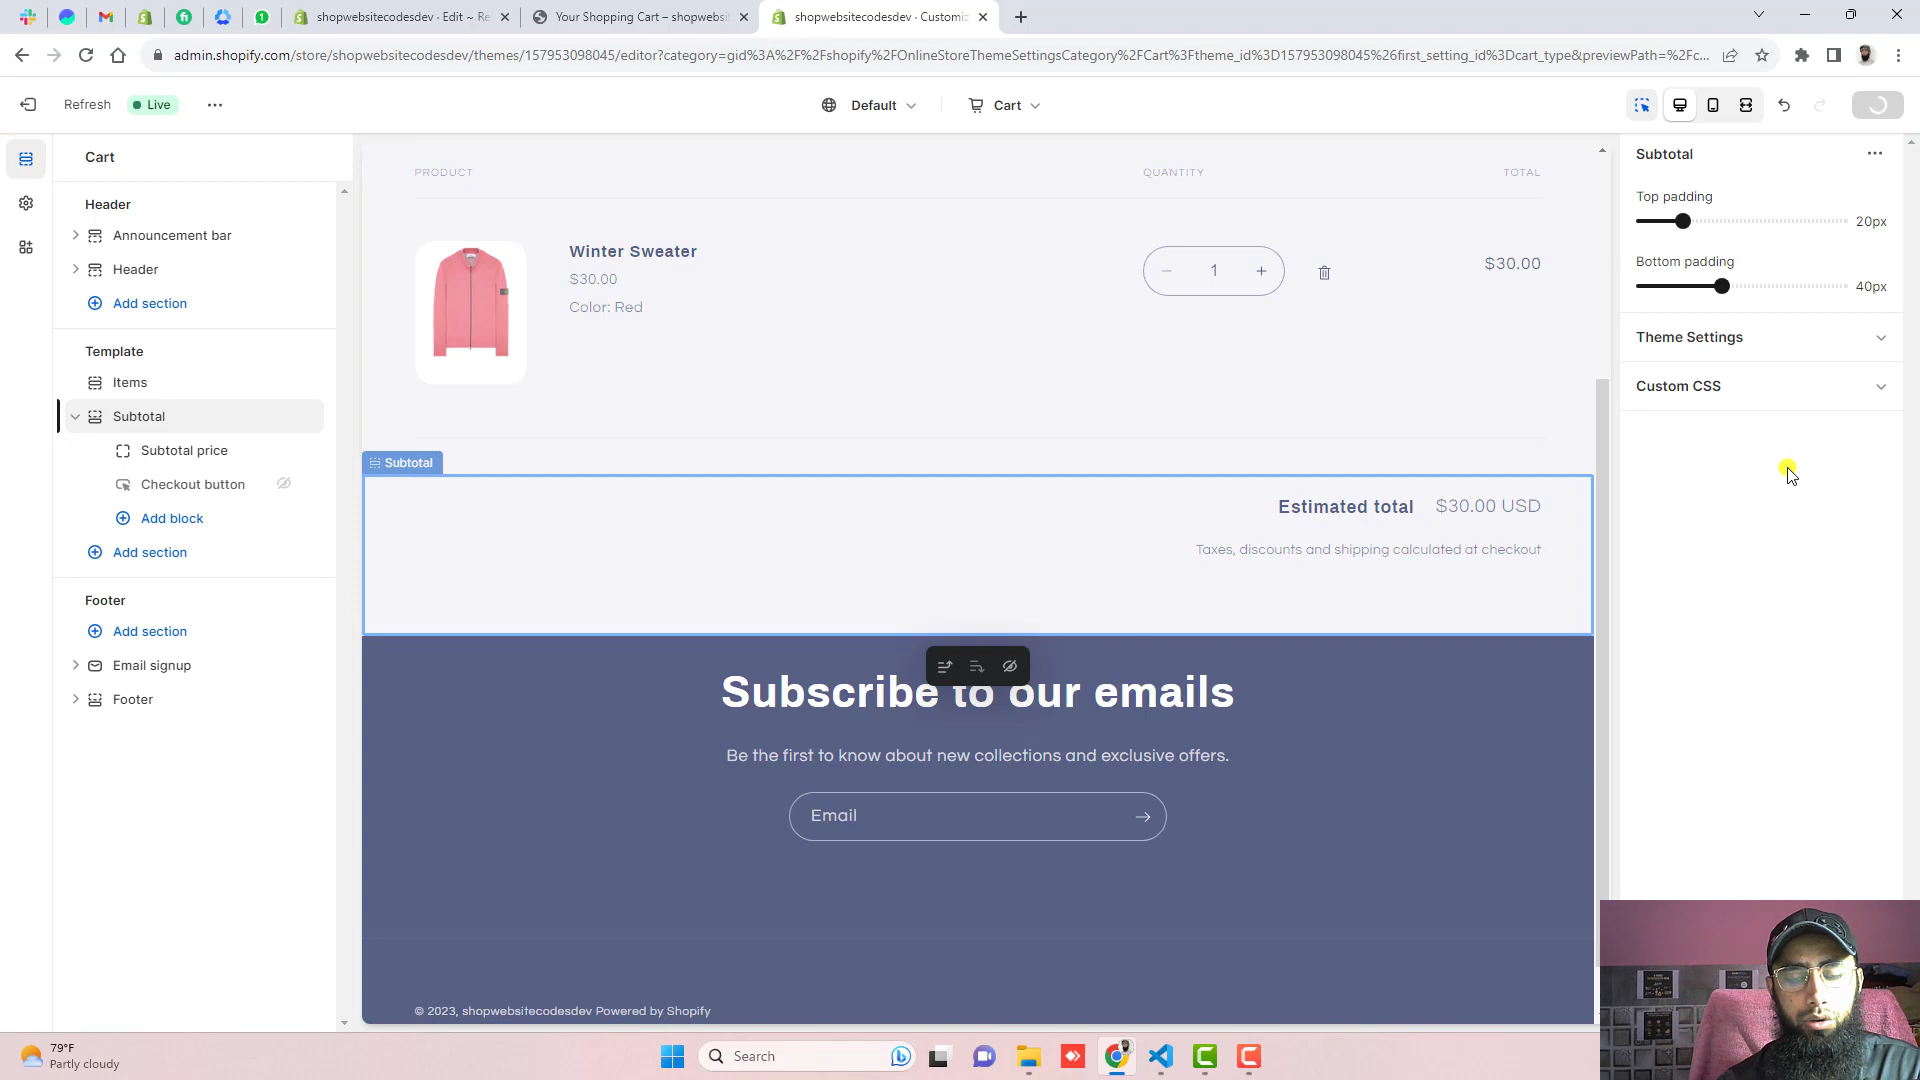 shopwebsitecodesdev · Edit ~ Re
Your Shopping Cart – shopwebsit
shopwebsitecodesdev · Customiz
admin.shopify.com/store/shopwebsitecodesdev/themes/157953098045/editor?category=gid%3A%2F%2Fshopify%2FOnlineStoreThemeSettingsCategory%2FCart%3Ftheme_id%3D157953098045%26first_setting_id%3Dcart_type&previewPath=%2Fc...
Refresh
Live
Default
Cart
Cart
Header
Announcement bar
Header
Add section
Template
Items
Subtotal
Subtotal price
Checkout button
Add block
Add section
Footer
Add section
Email signup
Footer
PRODUCT QUANTITY TOTAL
Winter Sweater
$30.00
Color: Red
1
$30.00
Subtotal
Estimated total $30.00 USD
Taxes, discounts and shipping calculated at checkout
Subscribe to our emails
Be the first to know about new collections and exclusive offers.
Email
© 2023, shopwebsitecodesdev Powered by Shopify
Subtotal
Top padding
20px
Bottom padding
40px
Theme Settings
Custom CSS
79°F
Partly cloudy
Search